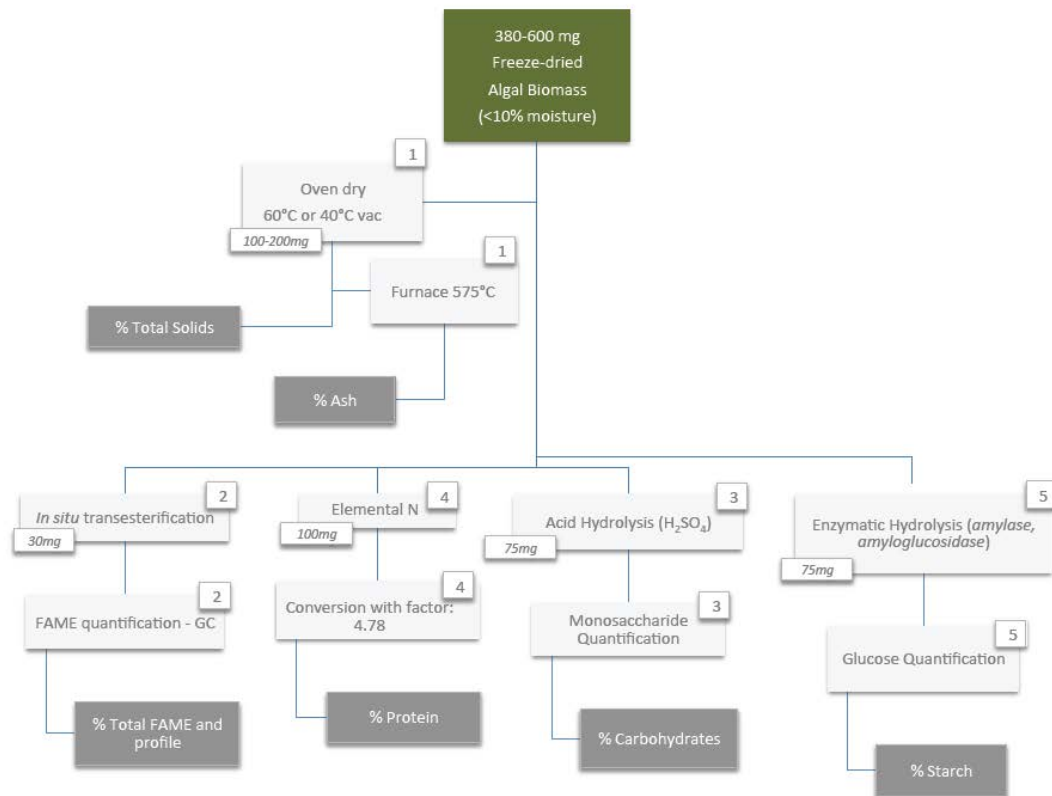 380-600 mg
Freeze-dried
Algal Biomass
(<10% moisture)
1
Oven dry
60°C or 40°C vac
100-200mg
1
Furnace 575°C
% Total Solids
% Ash
2
In situ transesterification
30mg
4
Elemental N
100mg
3
Acid Hydrolysis (H₂SO₄)
75mg
5
Enzymatic Hydrolysis (amylase,
amyloglucosidase)
75mg
2
FAME quantification - GC
4
Conversion with factor:
4.78
3
Monosaccharide
Quantification
5
Glucose Quantification
% Total FAME and
profile
% Protein
% Carbohydrates
% Starch